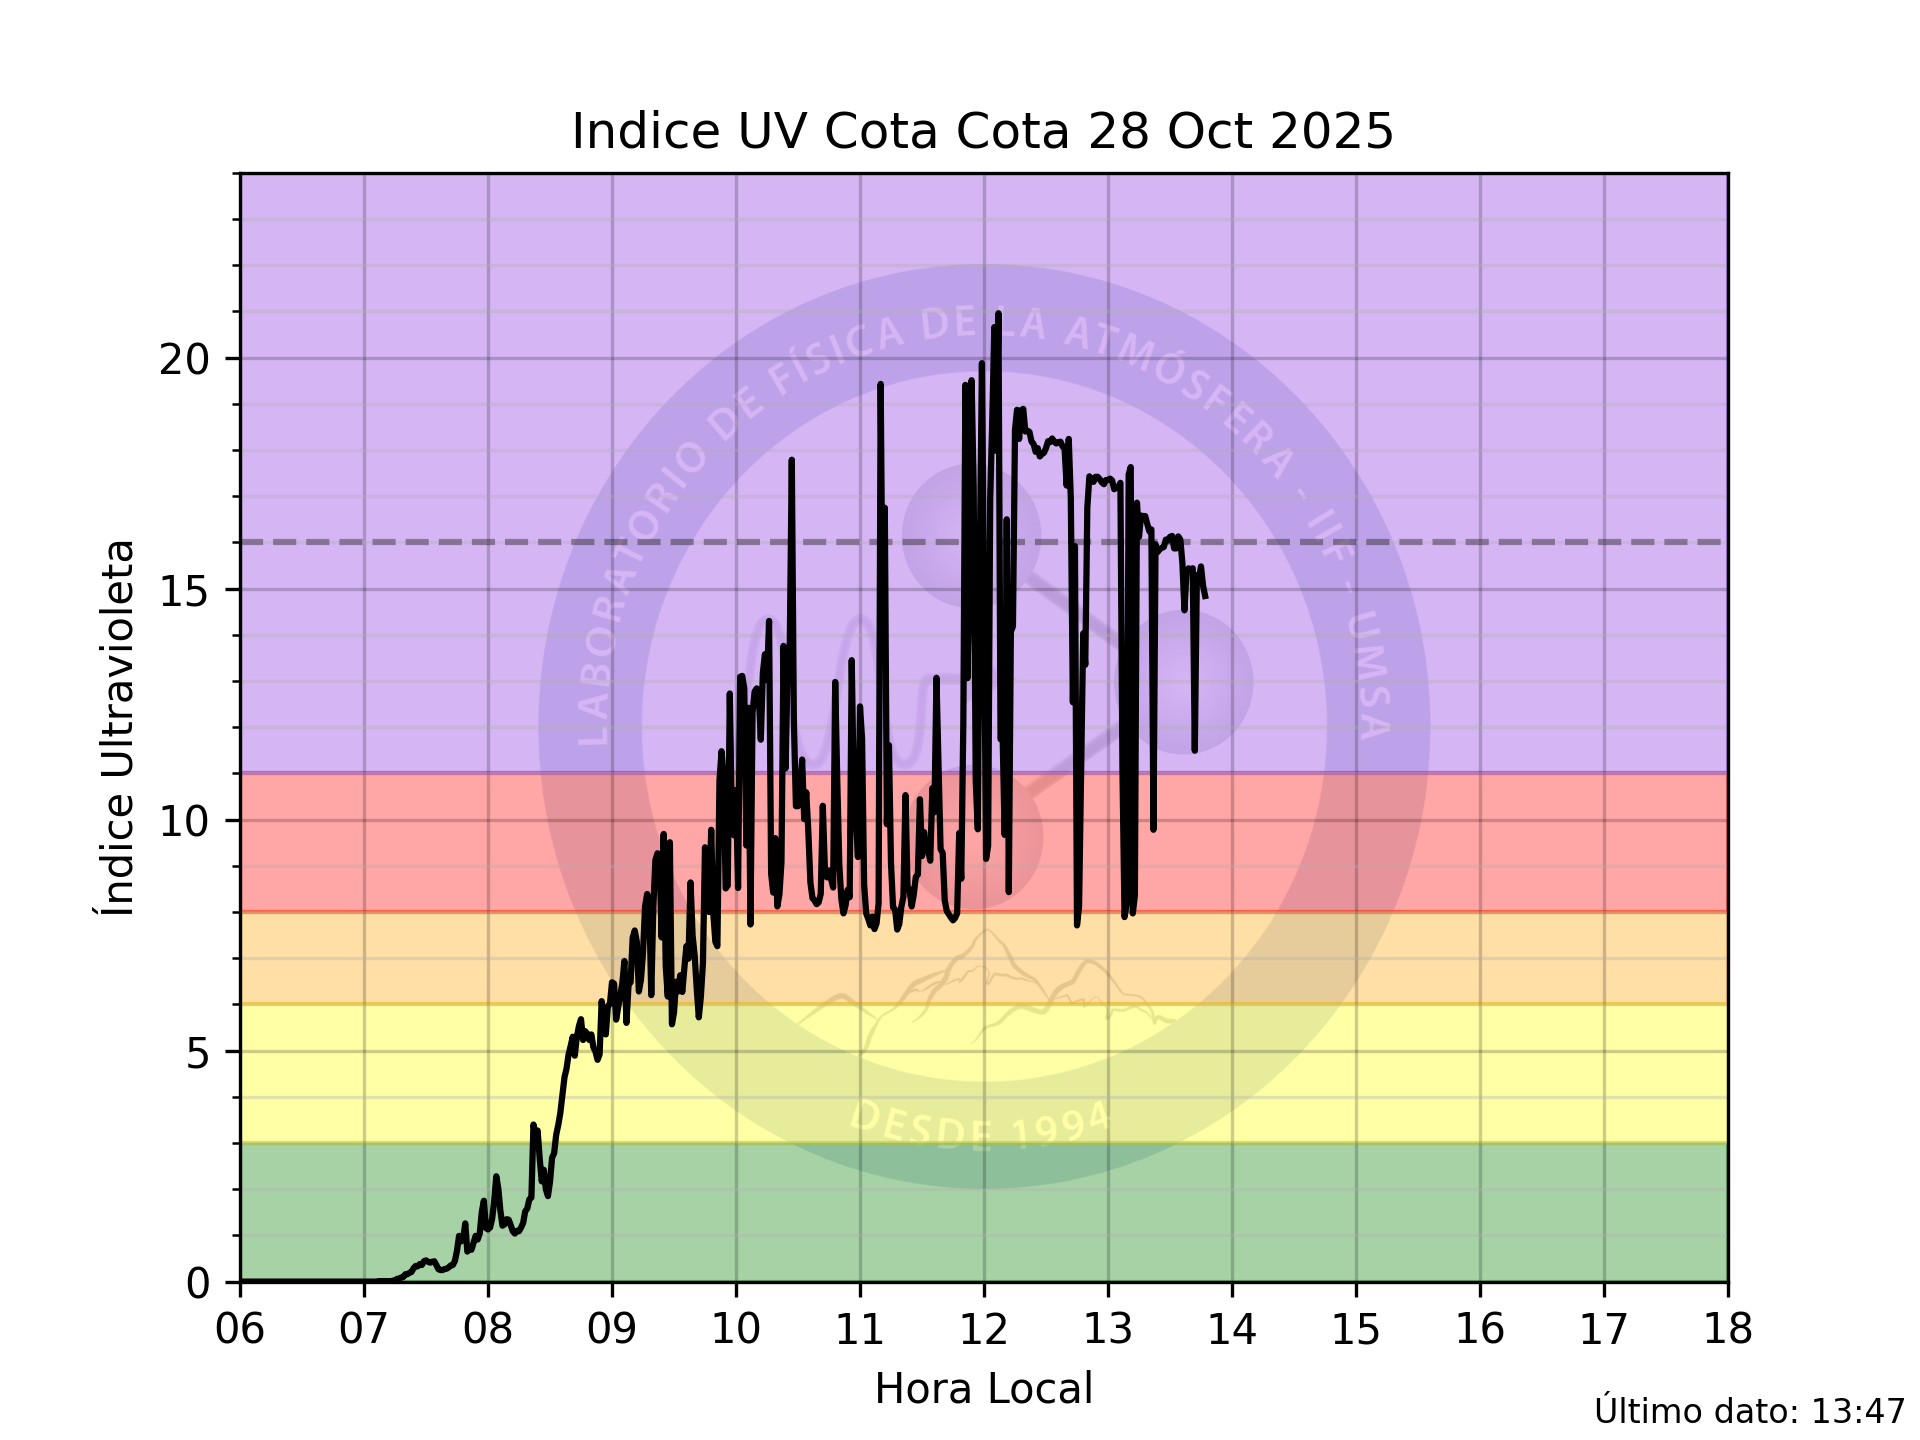 Indice UV Cota Cota 28 Oct 2025
LABORATORIO DE FÍSICA DE LA ATMÓSFERA - IIF - UMSA
DESDE 1994
Índice Ultravioleta
20
15
10
5
0
06 07 08 09 10 11 12 13 14 15 16 17 18
Hora Local
Último dato: 13:47